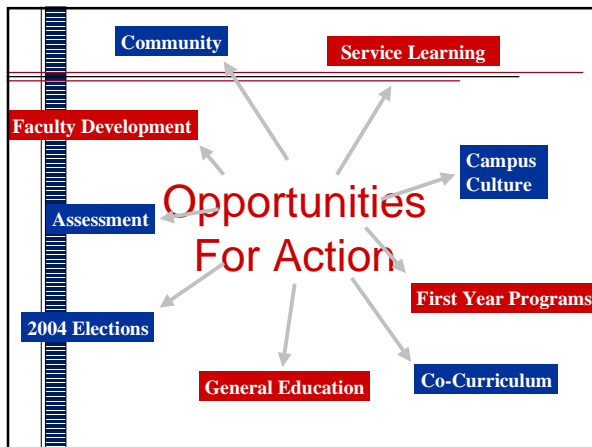 Community
Service Learning
Faculty Development
Campus
Culture
Opportunities
For Action
Assessment
First Year Programs
2004 Elections
General Education
Co-Curriculum